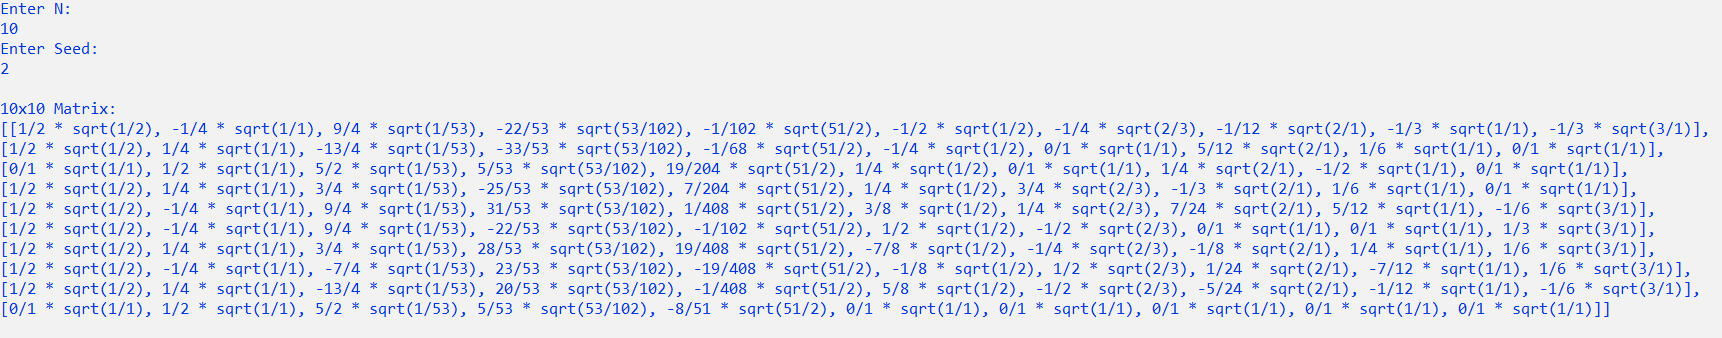 Enter N:
10
Enter Seed:
2
10x10 Matrix:
[[1/2 * sqrt(1/2), -1/4 * sqrt(1/1), 9/4 * sqrt(1/53), -22/53 * sqrt(53/102), -1/102 * sqrt(51/2), -1/2 * sqrt(1/2), -1/4 * sqrt(2/3), -1/12 * sqrt(2/1), -1/3 * sqrt(1/1), -1/3 * sqrt(3/1)],
[1/2 * sqrt(1/2), 1/4 * sqrt(1/1), -13/4 * sqrt(1/53), -33/53 * sqrt(53/102), -1/68 * sqrt(51/2), -1/4 * sqrt(1/2), 0/1 * sqrt(1/1), 5/12 * sqrt(2/1), 1/6 * sqrt(1/1), 0/1 * sqrt(1/1)],
[0/1 * sqrt(1/1), 1/2 * sqrt(1/1), 5/2 * sqrt(1/53), 5/53 * sqrt(53/102), 19/204 * sqrt(51/2), 1/4 * sqrt(1/2), 0/1 * sqrt(1/1), 1/4 * sqrt(2/1), -1/2 * sqrt(1/1), 0/1 * sqrt(1/1)],
[1/2 * sqrt(1/2), 1/4 * sqrt(1/1), 3/4 * sqrt(1/53), -25/53 * sqrt(53/102), 7/204 * sqrt(51/2), 1/4 * sqrt(1/2), 3/4 * sqrt(2/3), -1/3 * sqrt(2/1), 1/6 * sqrt(1/1), 0/1 * sqrt(1/1)],
[1/2 * sqrt(1/2), -1/4 * sqrt(1/1), 9/4 * sqrt(1/53), 31/53 * sqrt(53/102), 1/408 * sqrt(51/2), 3/8 * sqrt(1/2), 1/4 * sqrt(2/3), 7/24 * sqrt(2/1), 5/12 * sqrt(1/1), -1/6 * sqrt(3/1)],
[1/2 * sqrt(1/2), -1/4 * sqrt(1/1), 9/4 * sqrt(1/53), -22/53 * sqrt(53/102), -1/102 * sqrt(51/2), 1/2 * sqrt(1/2), -1/2 * sqrt(2/3), 0/1 * sqrt(1/1), 0/1 * sqrt(1/1), 1/3 * sqrt(3/1)],
[1/2 * sqrt(1/2), 1/4 * sqrt(1/1), 3/4 * sqrt(1/53), 28/53 * sqrt(53/102), 19/408 * sqrt(51/2), -7/8 * sqrt(1/2), -1/4 * sqrt(2/3), -1/8 * sqrt(2/1), 1/4 * sqrt(1/1), 1/6 * sqrt(3/1)],
[1/2 * sqrt(1/2), -1/4 * sqrt(1/1), -7/4 * sqrt(1/53), 23/53 * sqrt(53/102), -19/408 * sqrt(51/2), -1/8 * sqrt(1/2), 1/2 * sqrt(2/3), 1/24 * sqrt(2/1), -7/12 * sqrt(1/1), 1/6 * sqrt(3/1)],
[1/2 * sqrt(1/2), 1/4 * sqrt(1/1), -13/4 * sqrt(1/53), 20/53 * sqrt(53/102), -1/408 * sqrt(51/2), 5/8 * sqrt(1/2), -1/2 * sqrt(2/3), -5/24 * sqrt(2/1), -1/12 * sqrt(1/1), -1/6 * sqrt(3/1)],
[0/1 * sqrt(1/1), 1/2 * sqrt(1/1), 5/2 * sqrt(1/53), 5/53 * sqrt(53/102), -8/51 * sqrt(51/2), 0/1 * sqrt(1/1), 0/1 * sqrt(1/1), 0/1 * sqrt(1/1), 0/1 * sqrt(1/1), 0/1 * sqrt(1/1)]]